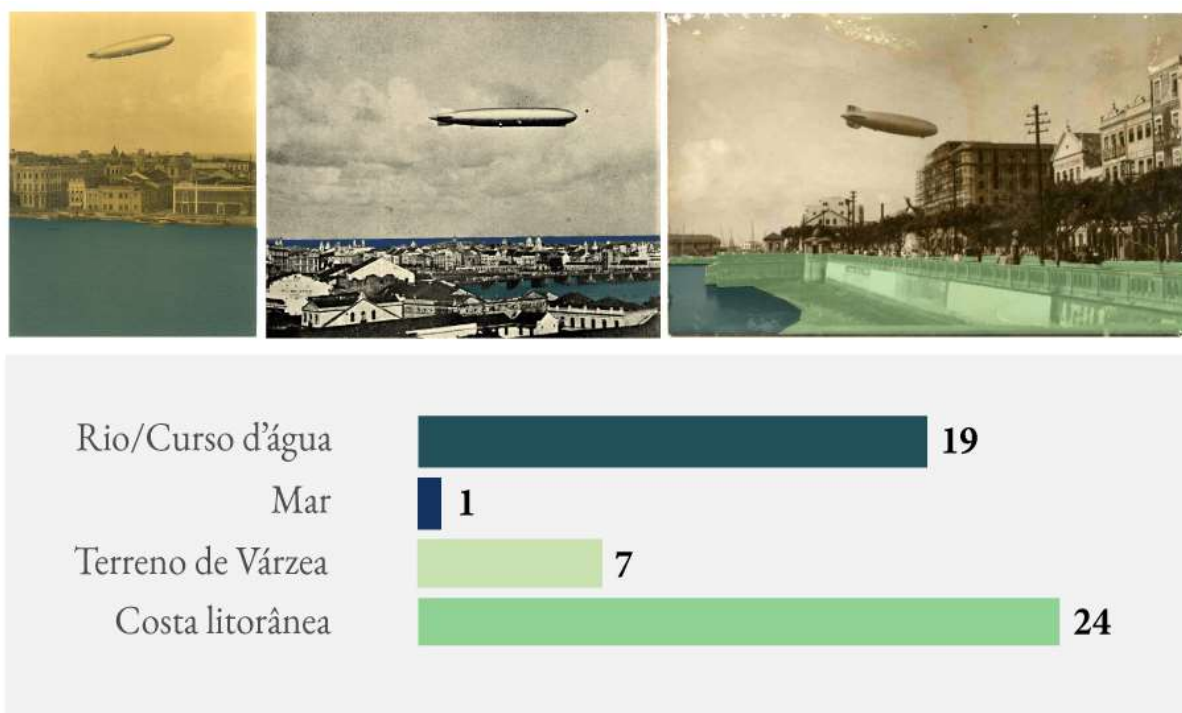 Rio/Curso d'água 19
Mar 1
Terreno de Várzea 7
Costa litorânea 24